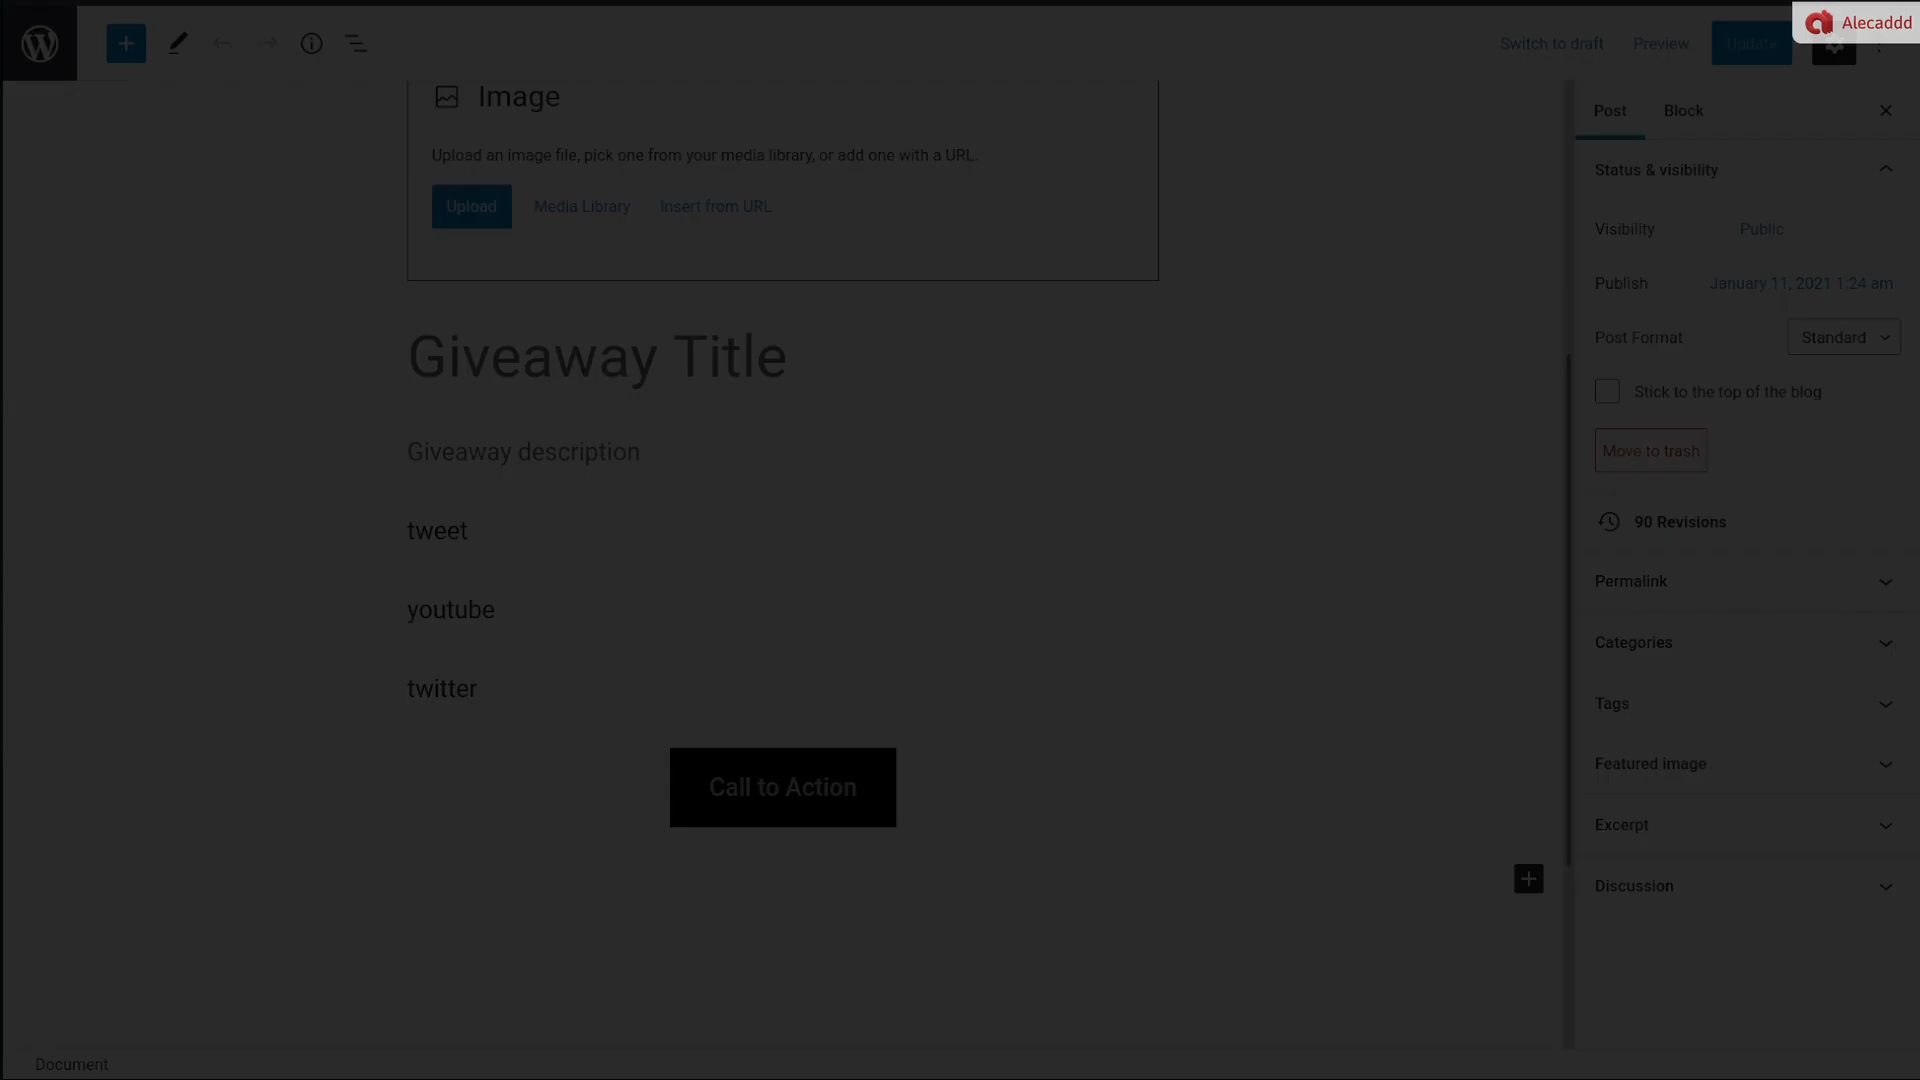 Alecaddd
Switch to draft Preview Update
Image
Upload an image file, pick one from your media library, or add one with a URL.
Upload Media Library Insert from URL
Giveaway Title
Giveaway description
tweet
youtube
twitter
Call to Action
Post Block
Status & visibility
Visibility Public
Publish January 11, 2021 1:24 am
Post Format Standard
Stick to the top of the blog
Move to trash
90 Revisions
Permalink
Categories
Tags
Featured image
Excerpt
Discussion
Document